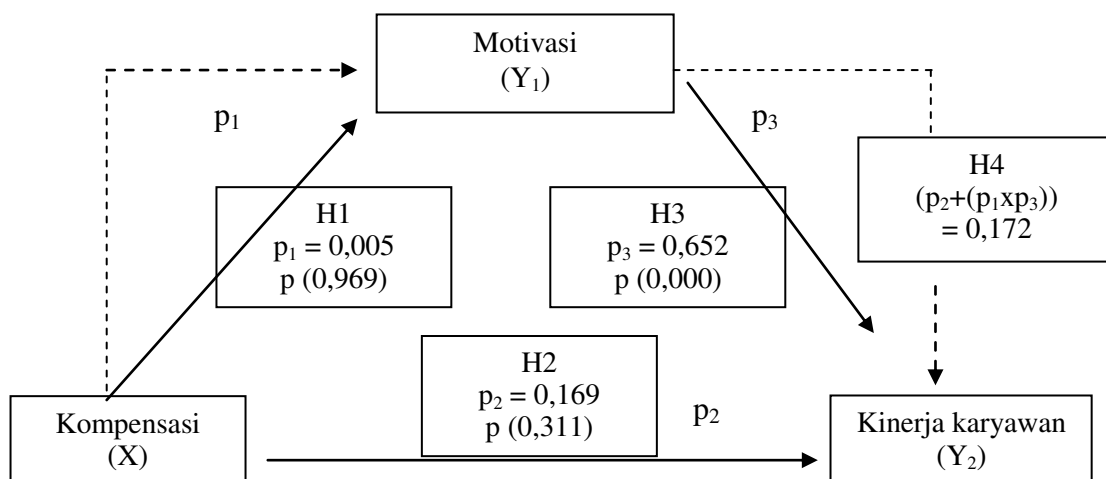 Motivasi
(Y₁)
p₁
p₃
H4
(p₂+(p₁xp₃))
= 0,172
H1
p₁ = 0,005
p (0,969)
H3
p₃ = 0,652
p (0,000)
H2
p₂ = 0,169
p (0,311)
p₂
Kompensasi
(X)
Kinerja karyawan
(Y₂)